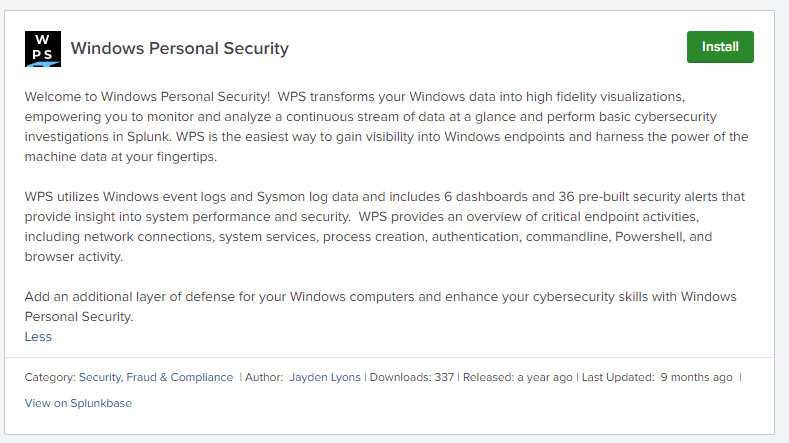 W
P S
Windows Personal Security
Install
Welcome to Windows Personal Security!  WPS transforms your Windows data into high fidelity visualizations,
empowering you to monitor and analyze a continuous stream of data at a glance and perform basic cybersecurity
investigations in Splunk. WPS is the easiest way to gain visibility into Windows endpoints and harness the power of the
machine data at your fingertips.
WPS utilizes Windows event logs and Sysmon log data and includes 6 dashboards and 36 pre-built security alerts that
provide insight into system performance and security.  WPS provides an overview of critical endpoint activities,
including network connections, system services, process creation, authentication, commandline, Powershell, and
browser activity.
Add an additional layer of defense for your Windows computers and enhance your cybersecurity skills with Windows
Personal Security.
Less
Category: Security, Fraud & Compliance | Author: Jayden Lyons | Downloads: 337 | Released: a year ago | Last Updated: 9 months ago |
View on Splunkbase